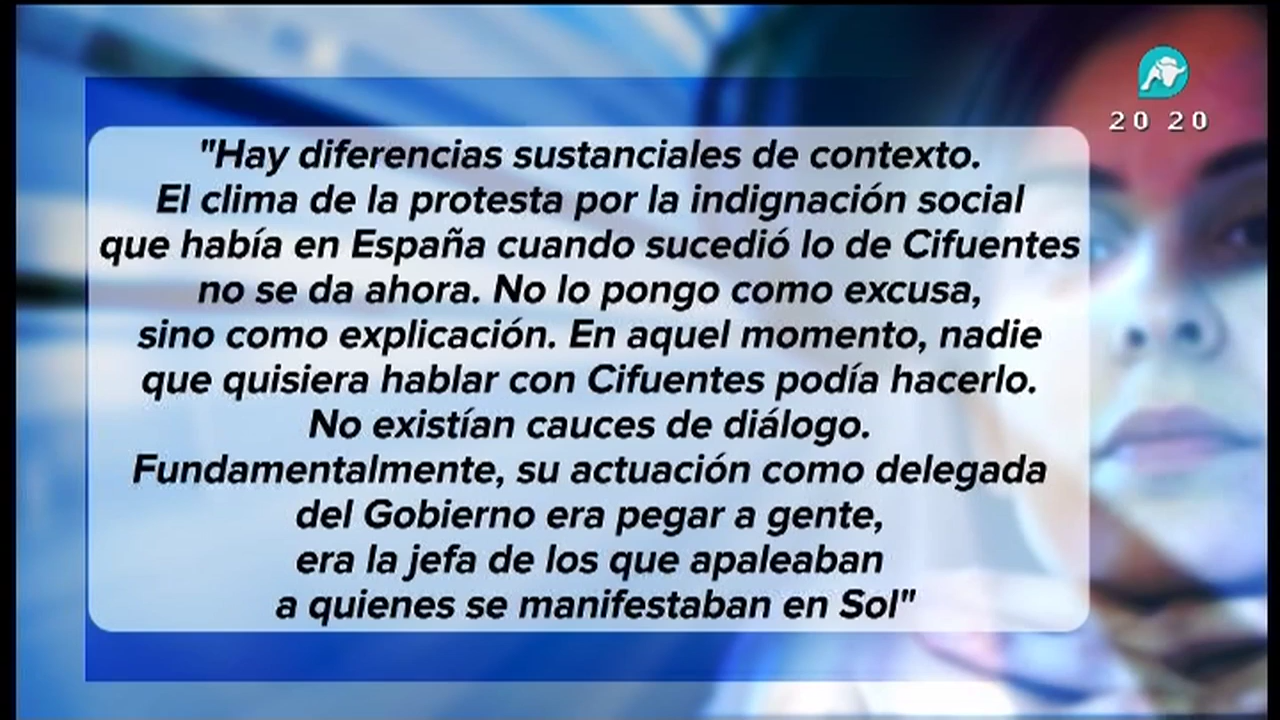 20 20
"Hay diferencias sustanciales de contexto.
El clima de la protesta por la indignación social
que había en España cuando sucedió lo de Cifuentes
no se da ahora. No lo pongo como excusa,
sino como explicación. En aquel momento, nadie
que quisiera hablar con Cifuentes podía hacerlo.
No existían cauces de diálogo.
Fundamentalmente, su actuación como delegada
del Gobierno era pegar a gente,
era la jefa de los que apaleaban
a quienes se manifestaban en Sol"